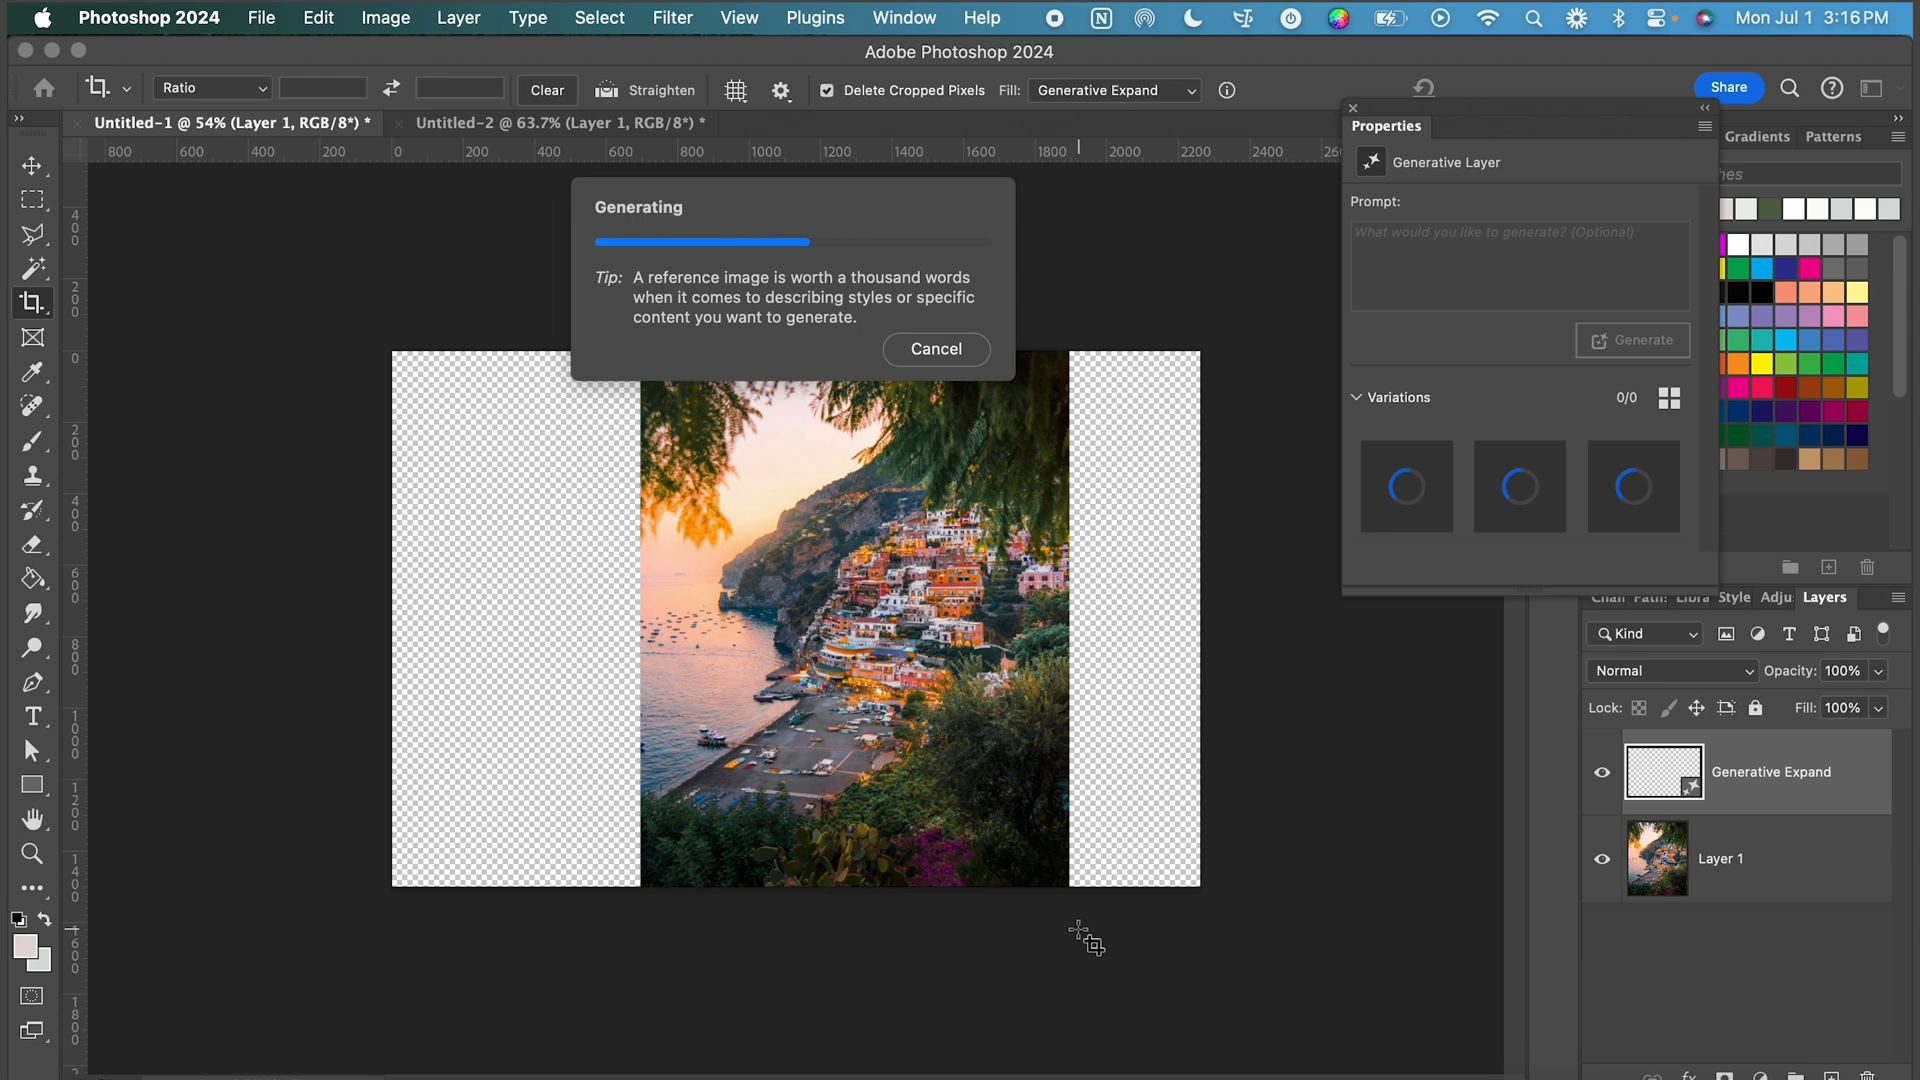 Photoshop 2024 File Edit Image Layer Type Select Filter View Plugins Window Help Mon Jul 1 3:16 PM
Adobe Photoshop 2024
Ratio Clear Straighten Delete Cropped Pixels Fill: Generative Expand Share
Untitled-1 @ 54% (Layer 1, RGB/8*) * Untitled-2 @ 63.7% (Layer 1, RGB/8*) *
800 600 400 200 0 200 400 600 800 1000 1200 1400 1600 1800 2000 2200 2400
400
200
0
200
400
600
800
1000
1200
1400
1600
1800
Generating
Tip: A reference image is worth a thousand words
when it comes to describing styles or specific
content you want to generate.
Cancel
Properties
Generative Layer
Prompt:
What would you like to generate? (Optional)
Generate
Variations 0/0
Gradients Patterns
Style Adju Layers
Kind
Normal Opacity: 100%
Lock: Fill: 100%
Generative Expand
Layer 1